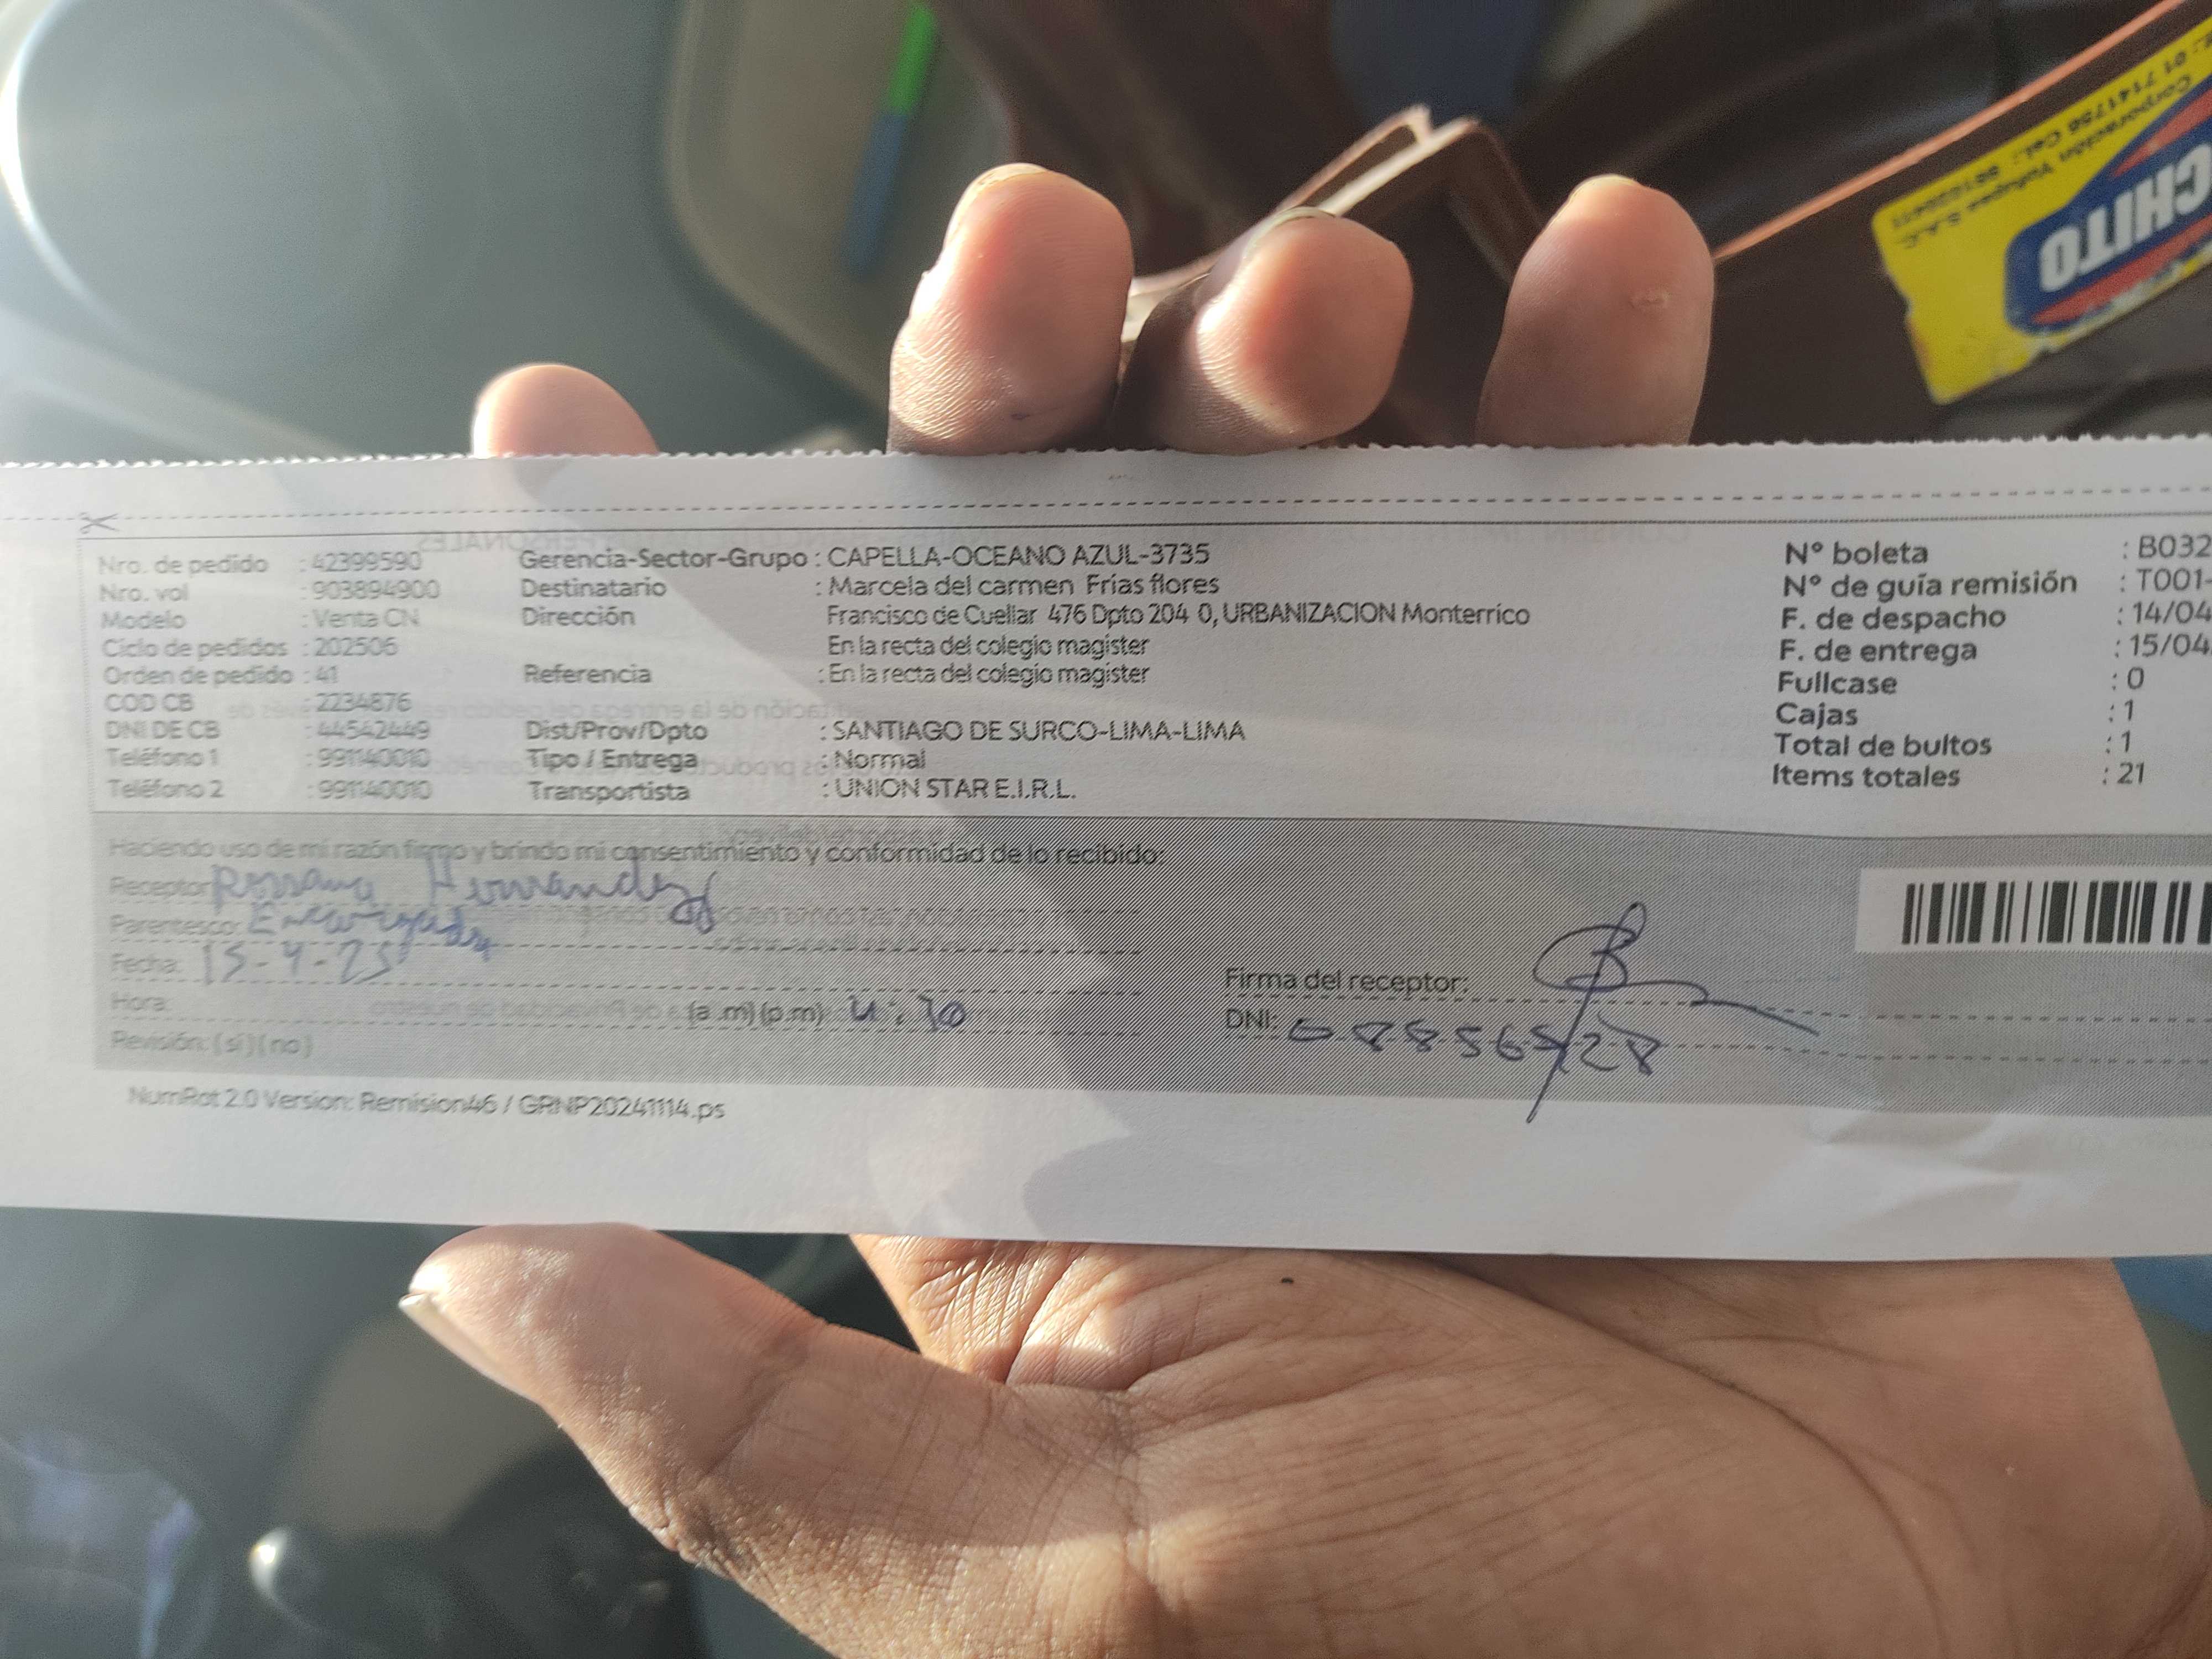 CHITO
Nro. de pedido : 42399590
Nro. vol : 903894900
Modelo : Venta CN
Ciclo de pedidos : 202506
Orden de pedido : 41
COD CB : 2234876
DNI DE CB : 44542449
Teléfono 1 : 991140010
Teléfono 2 : 991140010
Gerencia-Sector-Grupo : CAPELLA-OCEANO AZUL-3735
Destinatario : Marcela del carmen Frías flores
Dirección Francisco de Cuellar 476 Dpto 204 0, URBANIZACION Monterrico
En la recta del colegio magister
Referencia : En la recta del colegio magister
Dist/Prov/Dpto : SANTIAGO DE SURCO-LIMA-LIMA
Tipo / Entrega : Normal
Transportista : UNION STAR E.I.R.L.
N° boleta : B032
N° de guía remisión : T001-
F. de despacho : 14/04
F. de entrega : 15/04
Fullcase : 0
Cajas : 1
Total de bultos : 1
Items totales : 21
Haciendo uso de mi razón firmo y brindo mi consentimiento y conformidad de lo recibido:
Receptor: Rossana Hernandez
Parentesco: Encargada
Fecha: 15-4-25
Hora: (a.m)(p.m) 4:10
Revisión: (si)(no)
Firma del receptor:
DNI:
NumRot 2.0 Version: Remision46 / GRNP20241114.ps